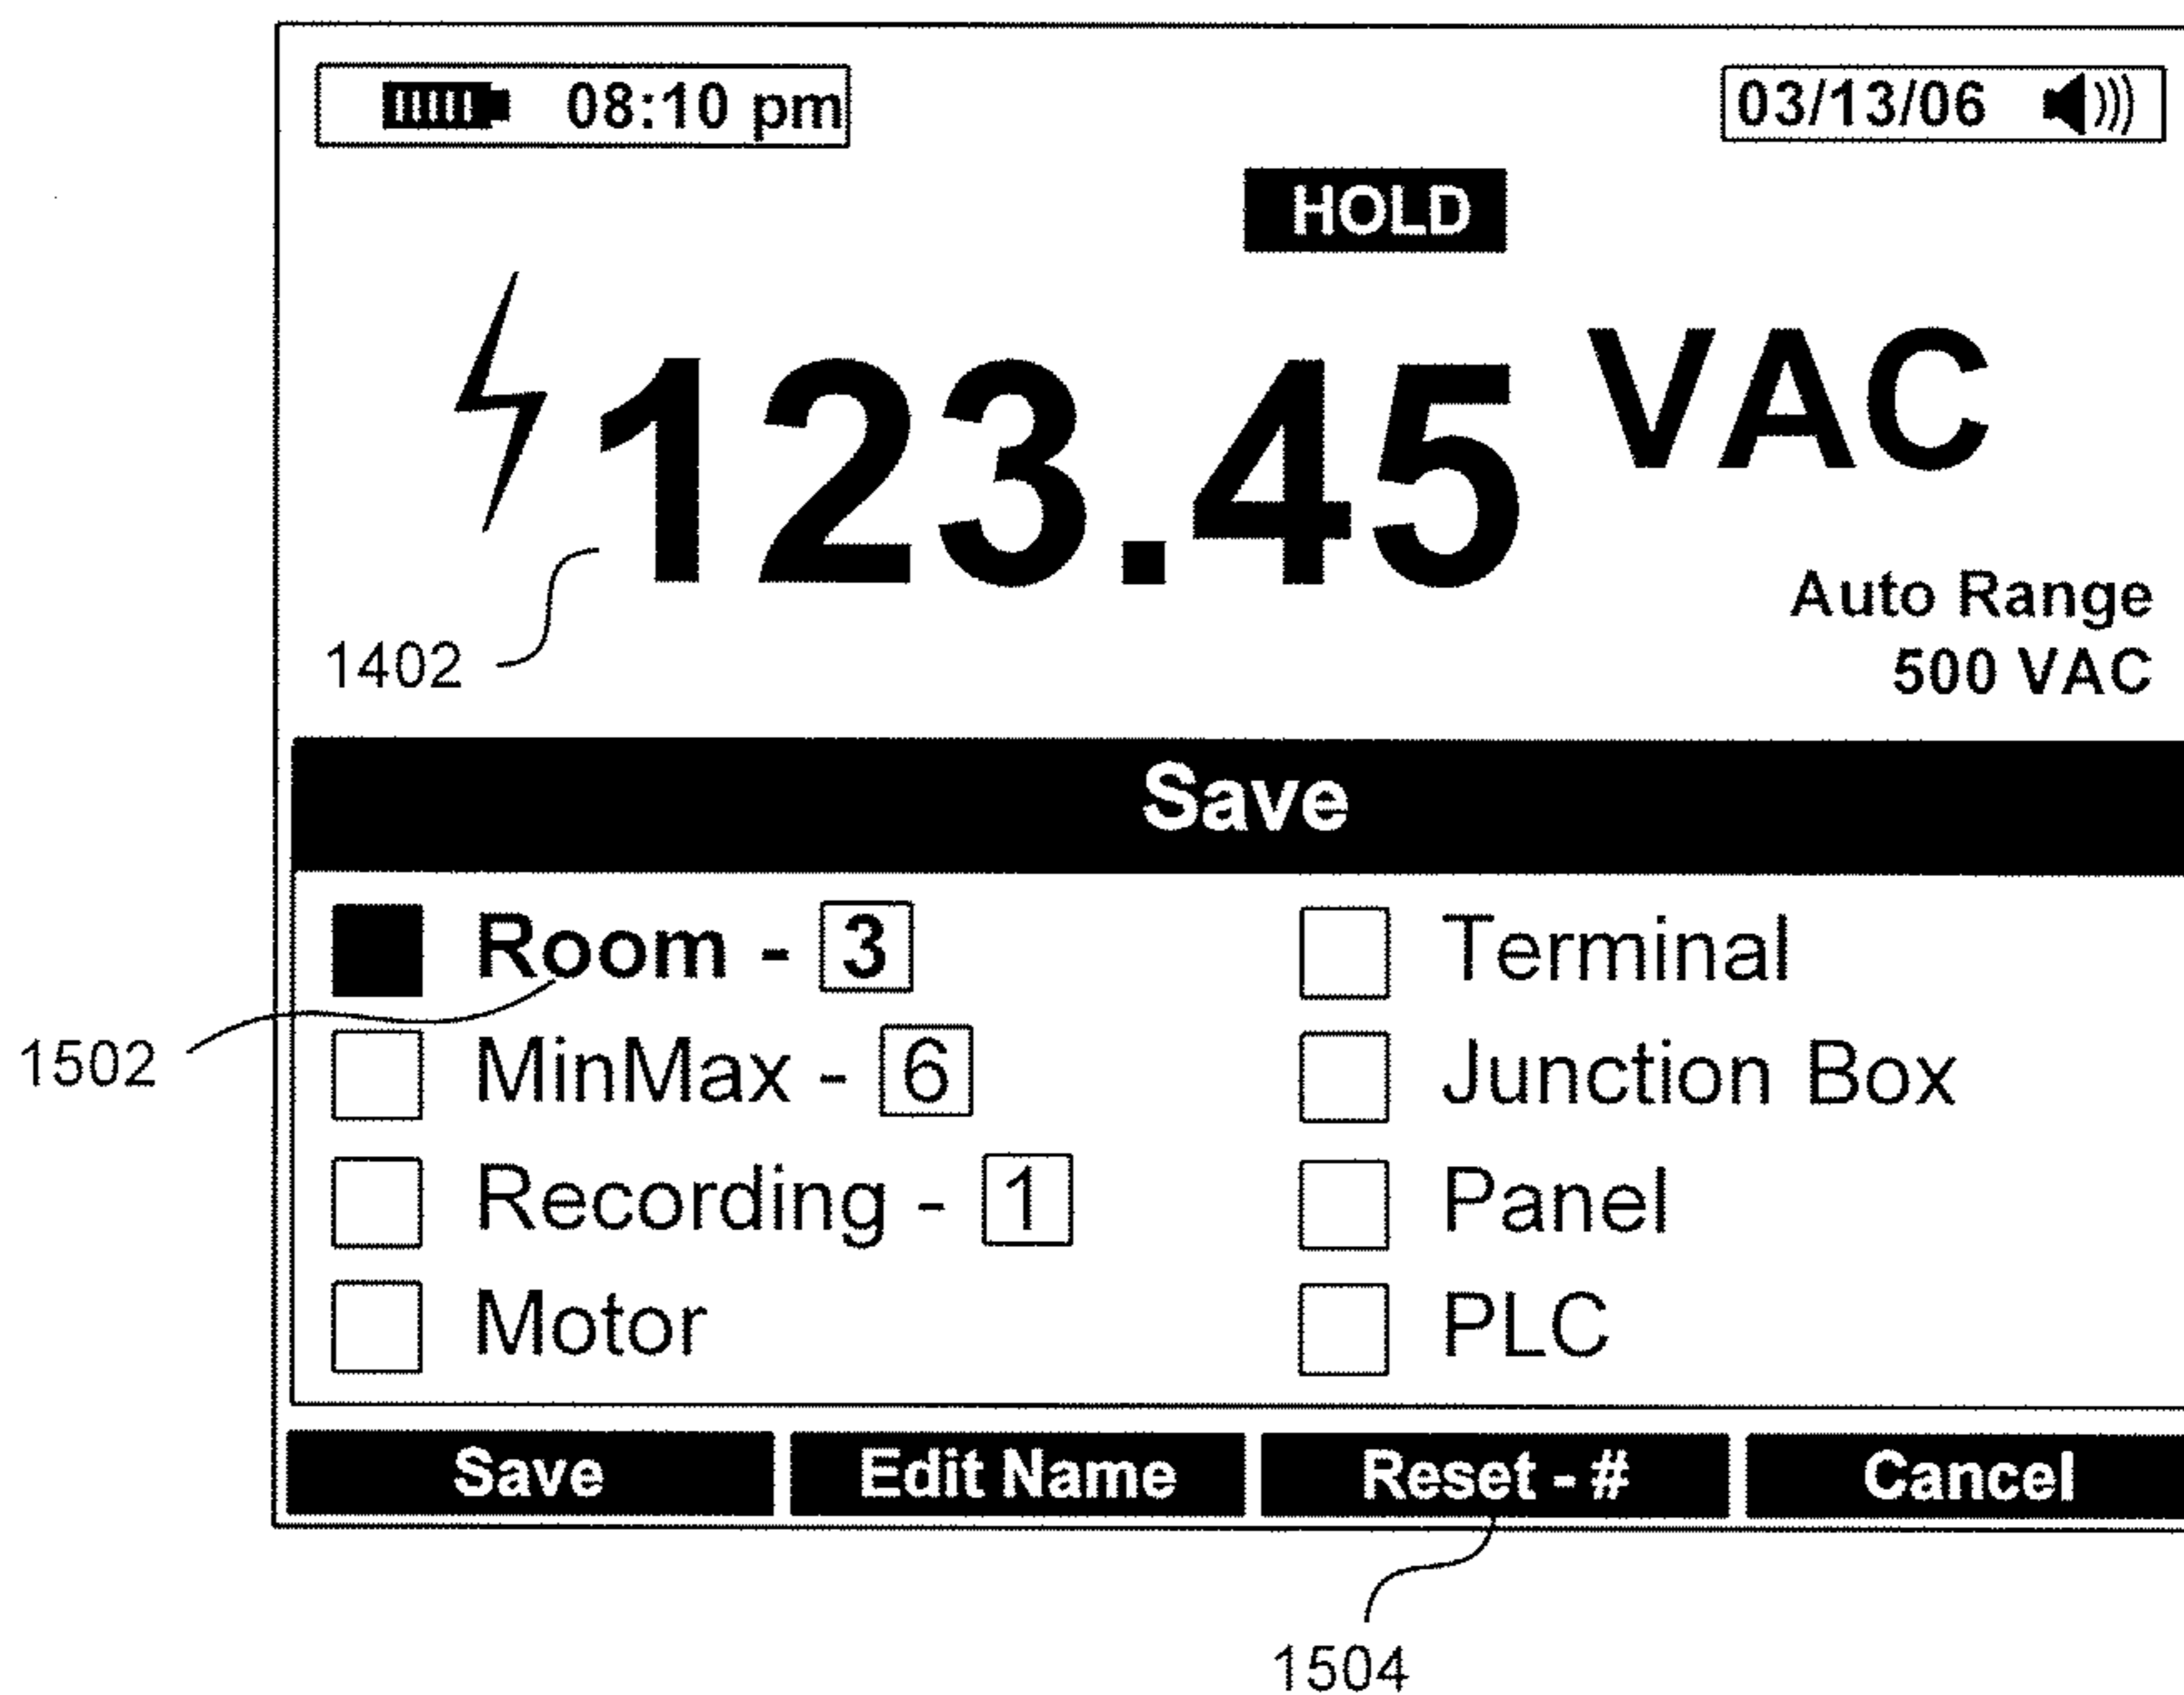 08:10 pm 03/13/06
HOLD
123.45 VAC
1402
Auto Range
500 VAC
Save
Room - 3 Terminal
1502
MinMax - 6 Junction Box
Recording - 1 Panel
Motor PLC
Save Edit Name Reset - # Cancel
1504